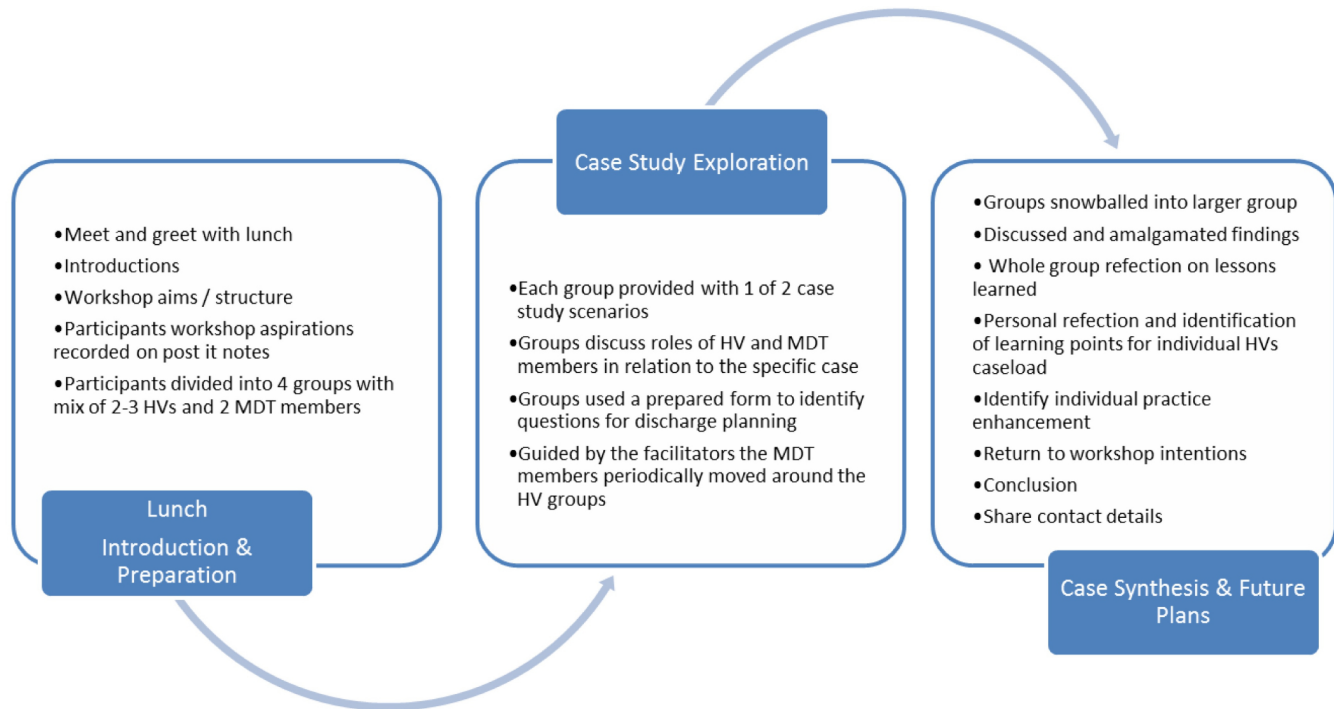 •Meet and greet with lunch
•Introductions
•Workshop aims / structure
•Participants workshop aspirations
recorded on post it notes
•Participants divided into 4 groups with
mix of 2-3 HVs and 2 MDT members
Lunch
Introduction &
Preparation
Case Study Exploration
•Each group provided with 1 of 2 case
study scenarios
•Groups discuss roles of HV and MDT
members in relation to the specific case
•Groups used a prepared form to identify
questions for discharge planning
•Guided by the facilitators the MDT
members periodically moved around the
HV groups
•Groups snowballed into larger group
•Discussed and amalgamated findings
• Whole group refection on lessons
learned
•Personal refection and identification
of learning points for individual HVs
caseload
•Identify individual practice
enhancement
•Return to workshop intentions
•Conclusion
•Share contact details
Case Synthesis & Future
Plans